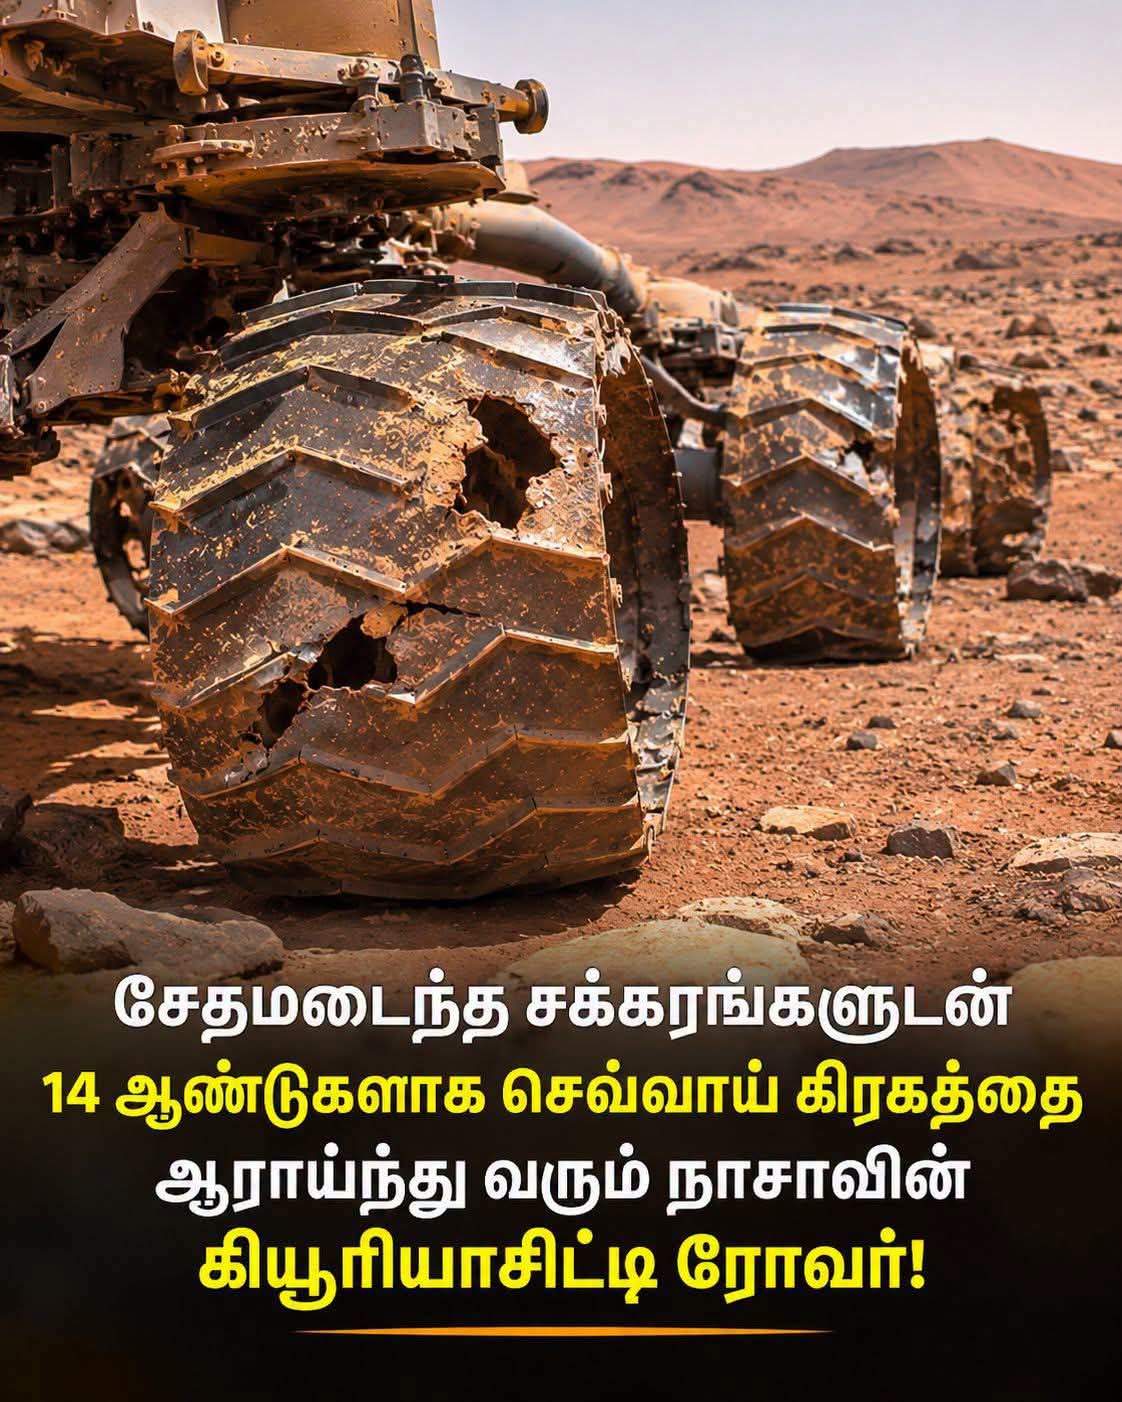 சேதமடைந்த சக்கரங்களுடன்
14 ஆண்டுகளாக செவ்வாய் கிரகத்தை
ஆராய்ந்து வரும் நாசாவின்
கியூரியாசிட்டி ரோவர்!